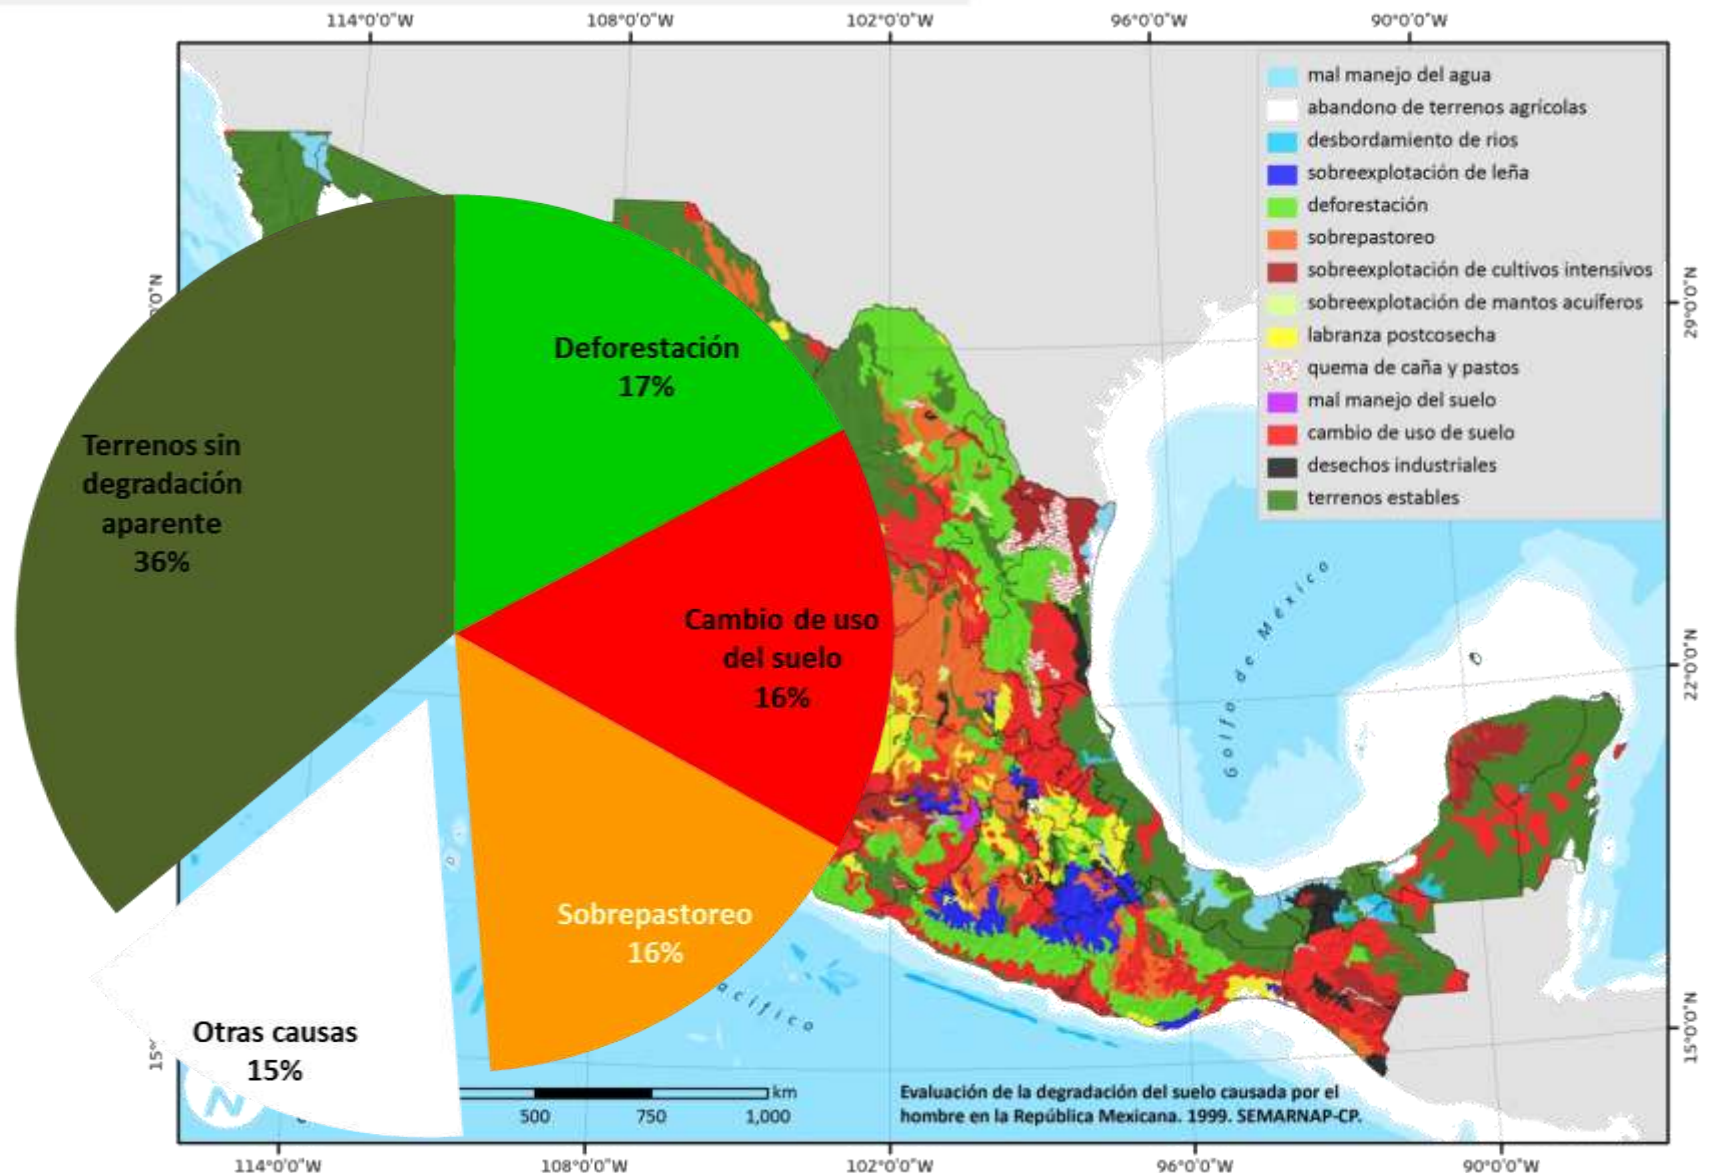 114°0'0"W
108°0'0"W
102°0'0"W
96°0'0"W
90°0'0"W
mal manejo del agua
abandono de terrenos agrícolas
desbordamiento de rios
sobreexplotación de leña
deforestación
sobrepastoreo
sobreexplotación de cultivos intensivos
sobreexplotación de mantos acuíferos
labranza postcosecha
quema de caña y pastos
mal manejo del suelo
cambio de uso de suelo
desechos industriales
terrenos estables
29°0'0"N
22°0'0"N
15°0'0"N
Deforestación
17%
Terrenos sin
degradación
aparente
36%
Cambio de uso
del suelo
16%
Sobrepastoreo
16%
Otras causas
15%
Golfo de México
acífico
N
500
750
1,000
km
Evaluación de la degradación del suelo causada por el
hombre en la República Mexicana. 1999. SEMARNAP-CP.
114°0'0"W
108°0'0"W
102°0'0"W
96°0'0"W
90°0'0"W